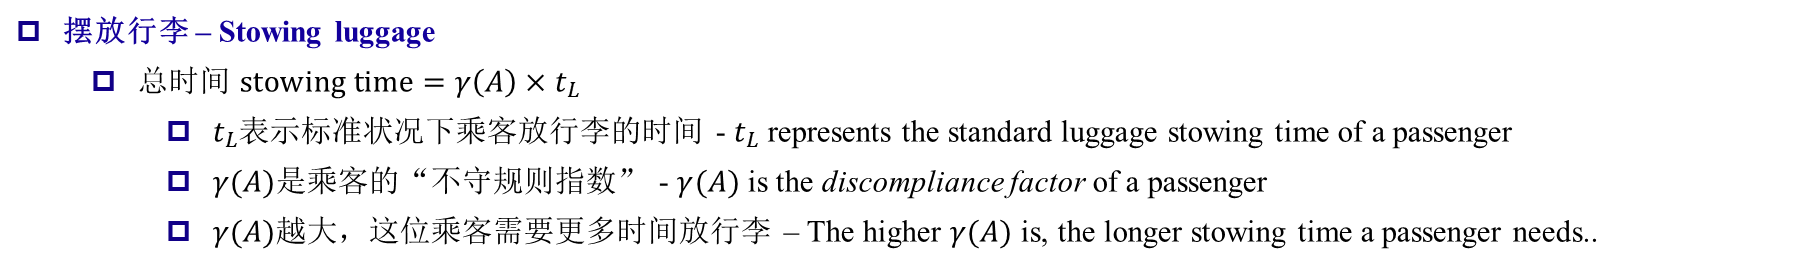 摆放行李 – Stowing luggage
总时间 stowing time = γ(A) × t_L
t_L表示标准状况下乘客放行李的时间 - t_L represents the standard luggage stowing time of a passenger
γ(A)是乘客的“不守规则指数” - γ(A) is the discompliance factor of a passenger
γ(A)越大，这位乘客需要更多时间放行李 – The higher γ(A) is, the longer stowing time a passenger needs..